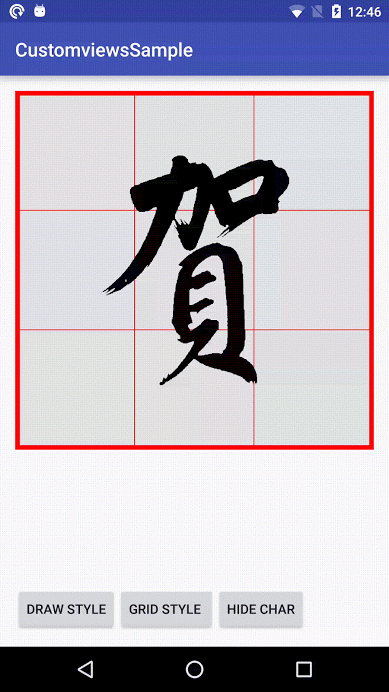 12:46
CustomviewsSample
賀
DRAW STYLE GRID STYLE HIDE CHAR